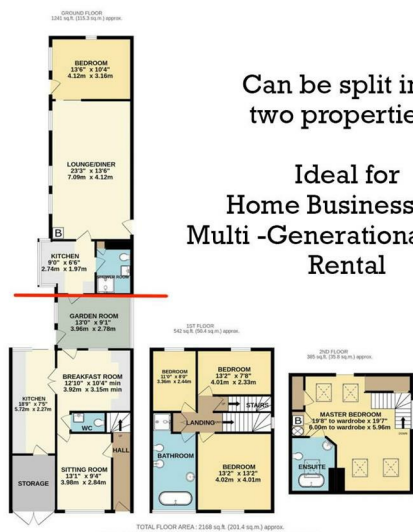 GROUND FLOOR
1241 sq.ft. (115.3 sq.m.) approx.
BEDROOM
13'6" x 10'4"
4.12m x 3.16m
LOUNGE/DINER
23'3" x 13'6"
7.09m x 4.12m
B
KITCHEN
9'0" x 6'6"
2.74m x 1.97m
SHOWER ROOM
GARDEN ROOM
13'0" x 9'1"
3.96m x 2.78m
BREAKFAST ROOM
12'10" x 10'4" min
3.92m x 3.15m min
KITCHEN
18'9" x 7'5"
5.72m x 2.27m
WC
HALL
SITTING ROOM
13'1" x 9'4"
3.98m x 2.84m
STORAGE
Can be split in
two propertie
Ideal for
Home Business
Multi -Generationa
Rental
1ST FLOOR
542 sq.ft. (50.4 sq.m.) approx.
BEDROOM
11'0" x 8'0"
3.36m x 2.44m
BEDROOM
13'2" x 7'8"
4.01m x 2.33m
STAIRS
LANDING
BATHROOM
BEDROOM
13'2" x 13'2"
4.02m x 4.01m
2ND FLOOR
385 sq.ft. (35.8 sq.m.) approx.
MASTER BEDROOM
19'8" to wardrobe x 19'7"
6.00m to wardrobe x 5.96m
B
ENSUITE
TOTAL FLOOR AREA : 2168 sq.ft. (201.4 sq.m.) approx.